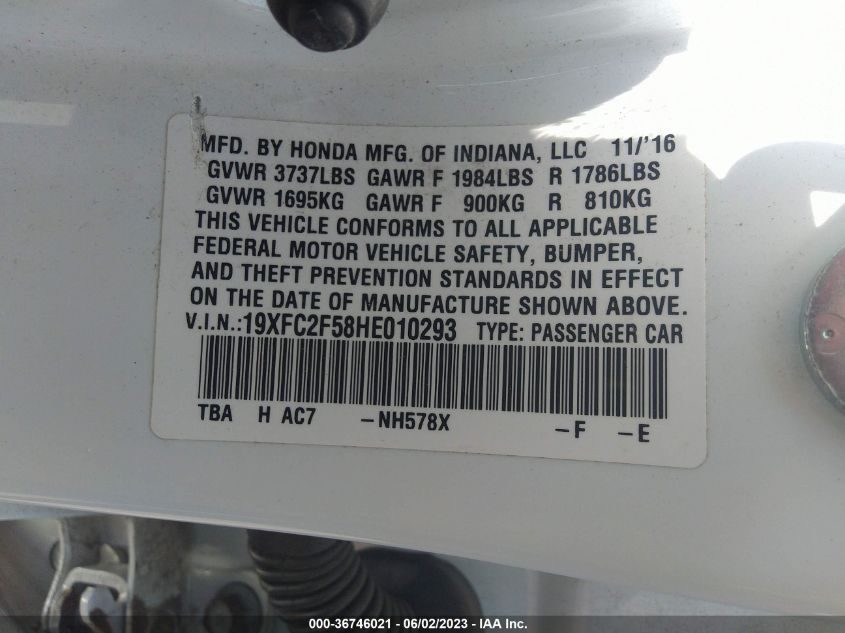 MFD. BY HONDA MFG. OF INDIANA, LLC 11/'16
GVWR 3737LBS GAWR F 1984LBS R 1786LBS
GVWR 1695KG GAWR F 900KG R 810KG
THIS VEHICLE CONFORMS TO ALL APPLICABLE
FEDERAL MOTOR VEHICLE SAFETY, BUMPER,
AND THEFT PREVENTION STANDARDS IN EFFECT
ON THE DATE OF MANUFACTURE SHOWN ABOVE.
V.I.N.:19XFC2F58HE010293 TYPE: PASSENGER CAR
TBA H AC7 -NH578X -F -E
000-36746021 - 06/02/2023 - IAA Inc.